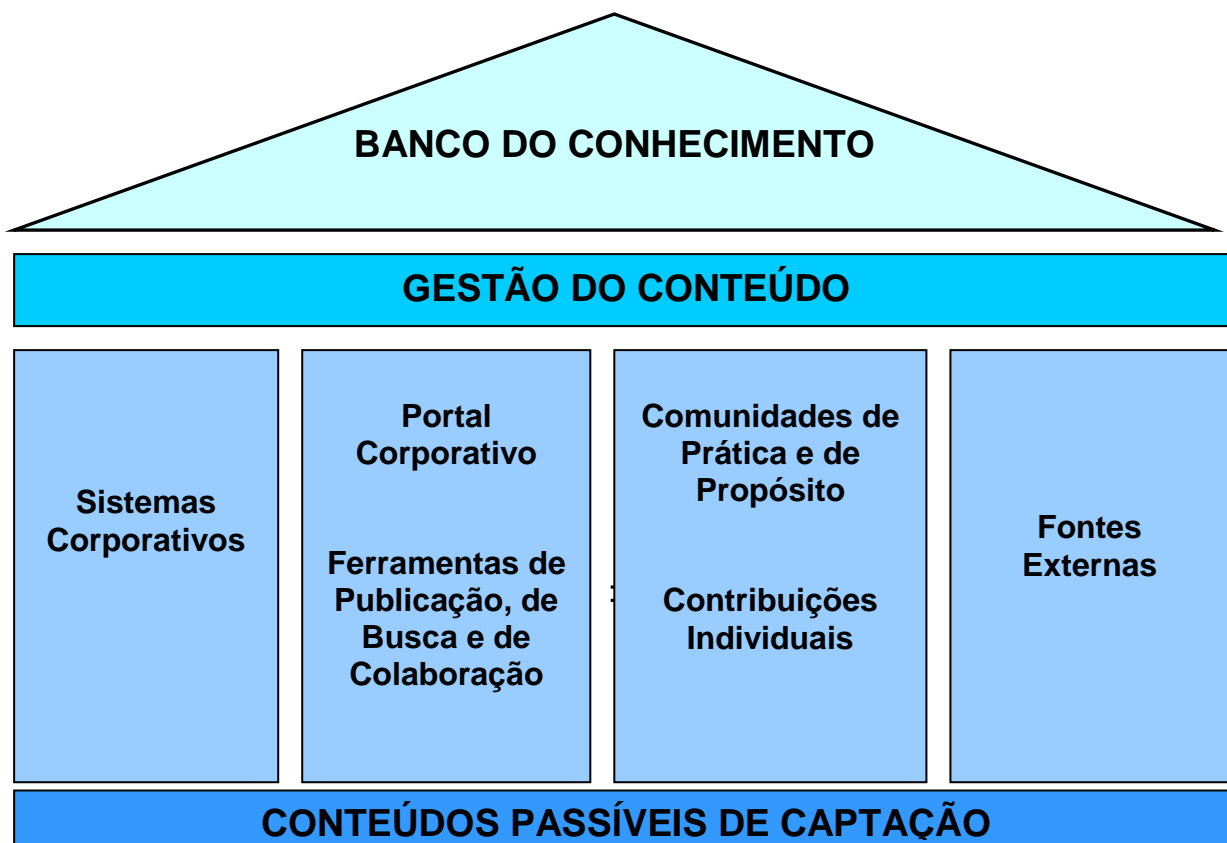 BANCO DO CONHECIMENTO
GESTÃO DO CONTEÚDO
Sistemas
Corporativos
Portal
Corporativo
Ferramentas de
Publicação, de
Busca e de
Colaboração
:
Comunidades de
Prática e de
Propósito
Contribuições
Individuais
Fontes
Externas
CONTEÚDOS PASSÍVEIS DE CAPTAÇÃO